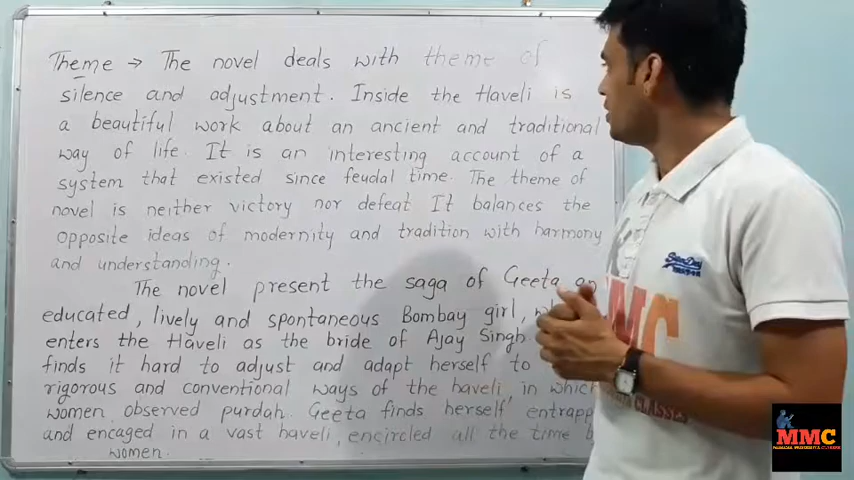 Theme → The novel deals with theme of
silence and adjustment. Inside the Haveli is
a beautiful work about an ancient and traditional
way of life. It is an interesting account of a
system that existed since feudal time. The theme of
novel is neither victory nor defeat. It balances the
opposite ideas of modernity and tradition with harmony
and understanding.
The novel present the saga of Geeta an
educated, lively and spontaneous Bombay girl,
enters the Haveli as the bride of Ajay Singh.
finds it hard to adjust and adapt herself to
rigorous and conventional ways of the haveli in which
women observed purdah. Geeta finds herself
and encaged in a vast haveli, encircled all the time
women.
MM
CLASSES
MMC